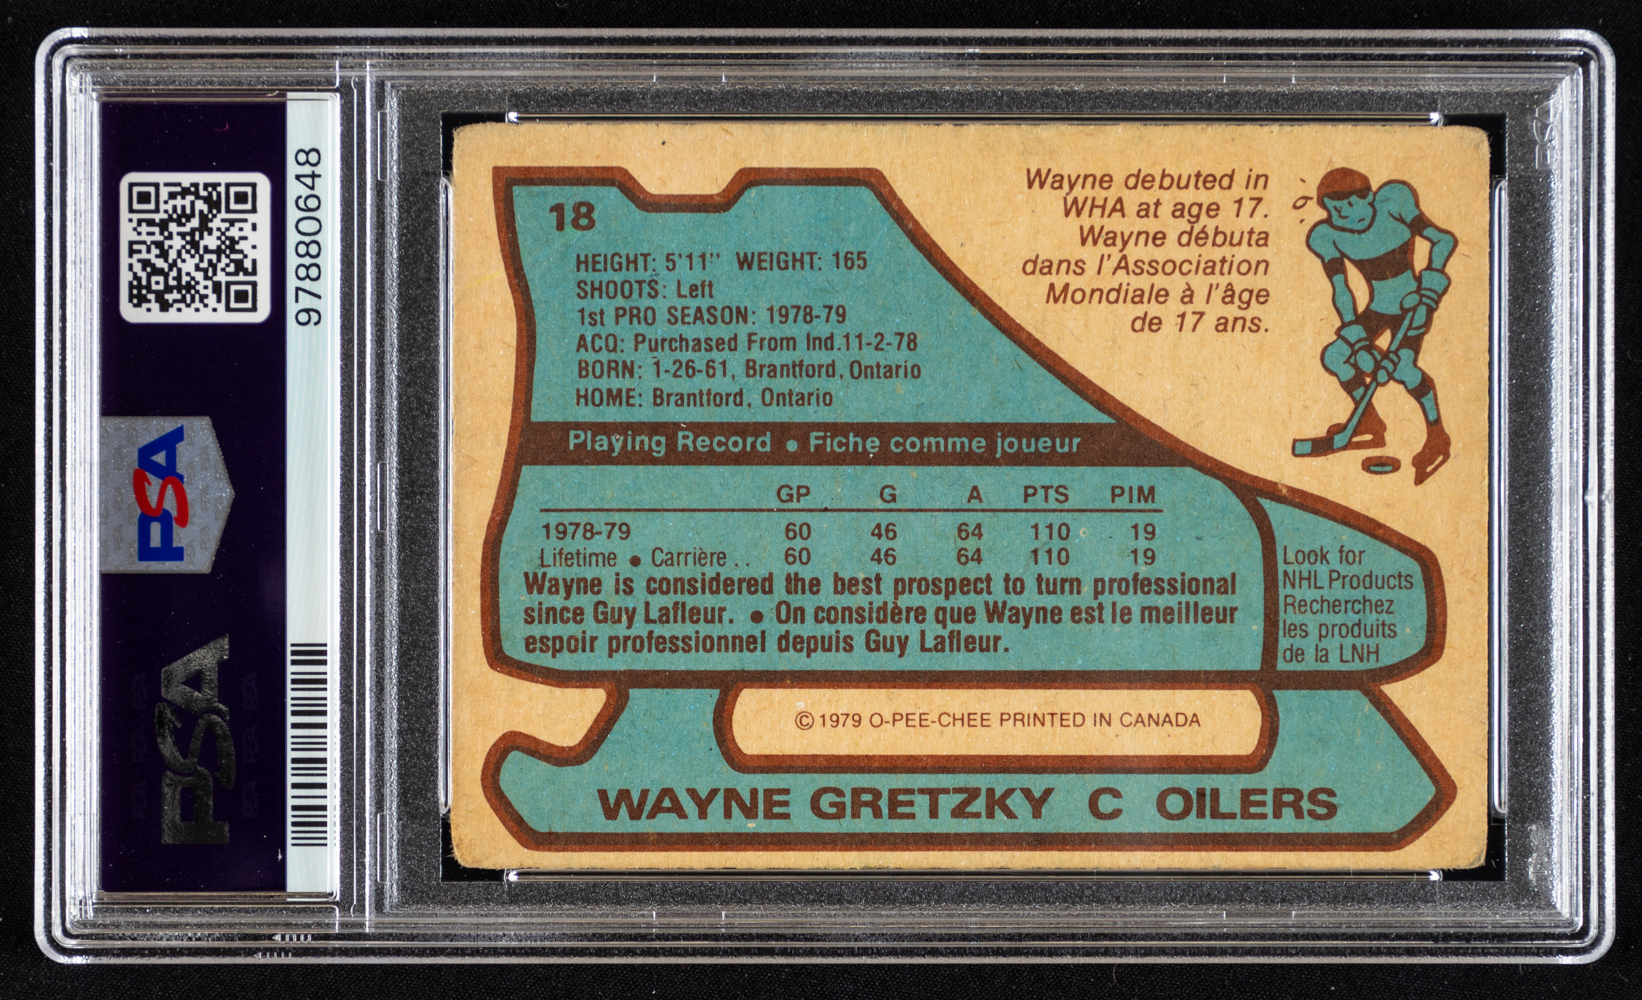 97880648
PSA
PSA
18
HEIGHT: 5'11" WEIGHT: 165
SHOOTS: Left
1st PRO SEASON: 1978-79
ACQ: Purchased From Ind.11-2-78
BORN: 1-26-61, Brantford, Ontario
HOME: Brantford, Ontario
Wayne debuted in
WHA at age 17.
Wayne débuta
dans l'Association
Mondiale à l'âge
de 17 ans.
Playing Record • Fiche comme joueur
GP G A PTS PIM
1978-79 60 46 64 110 19
Lifetime • Carrière .. 60 46 64 110 19
Wayne is considered the best prospect to turn professional
since Guy Lafleur. • On considère que Wayne est le meilleur
espoir professionnel depuis Guy Lafleur.
Look for
NHL Products
Recherchez
les produits
de la LNH
© 1979 O-PEE-CHEE PRINTED IN CANADA
WAYNE GRETZKY C OILERS